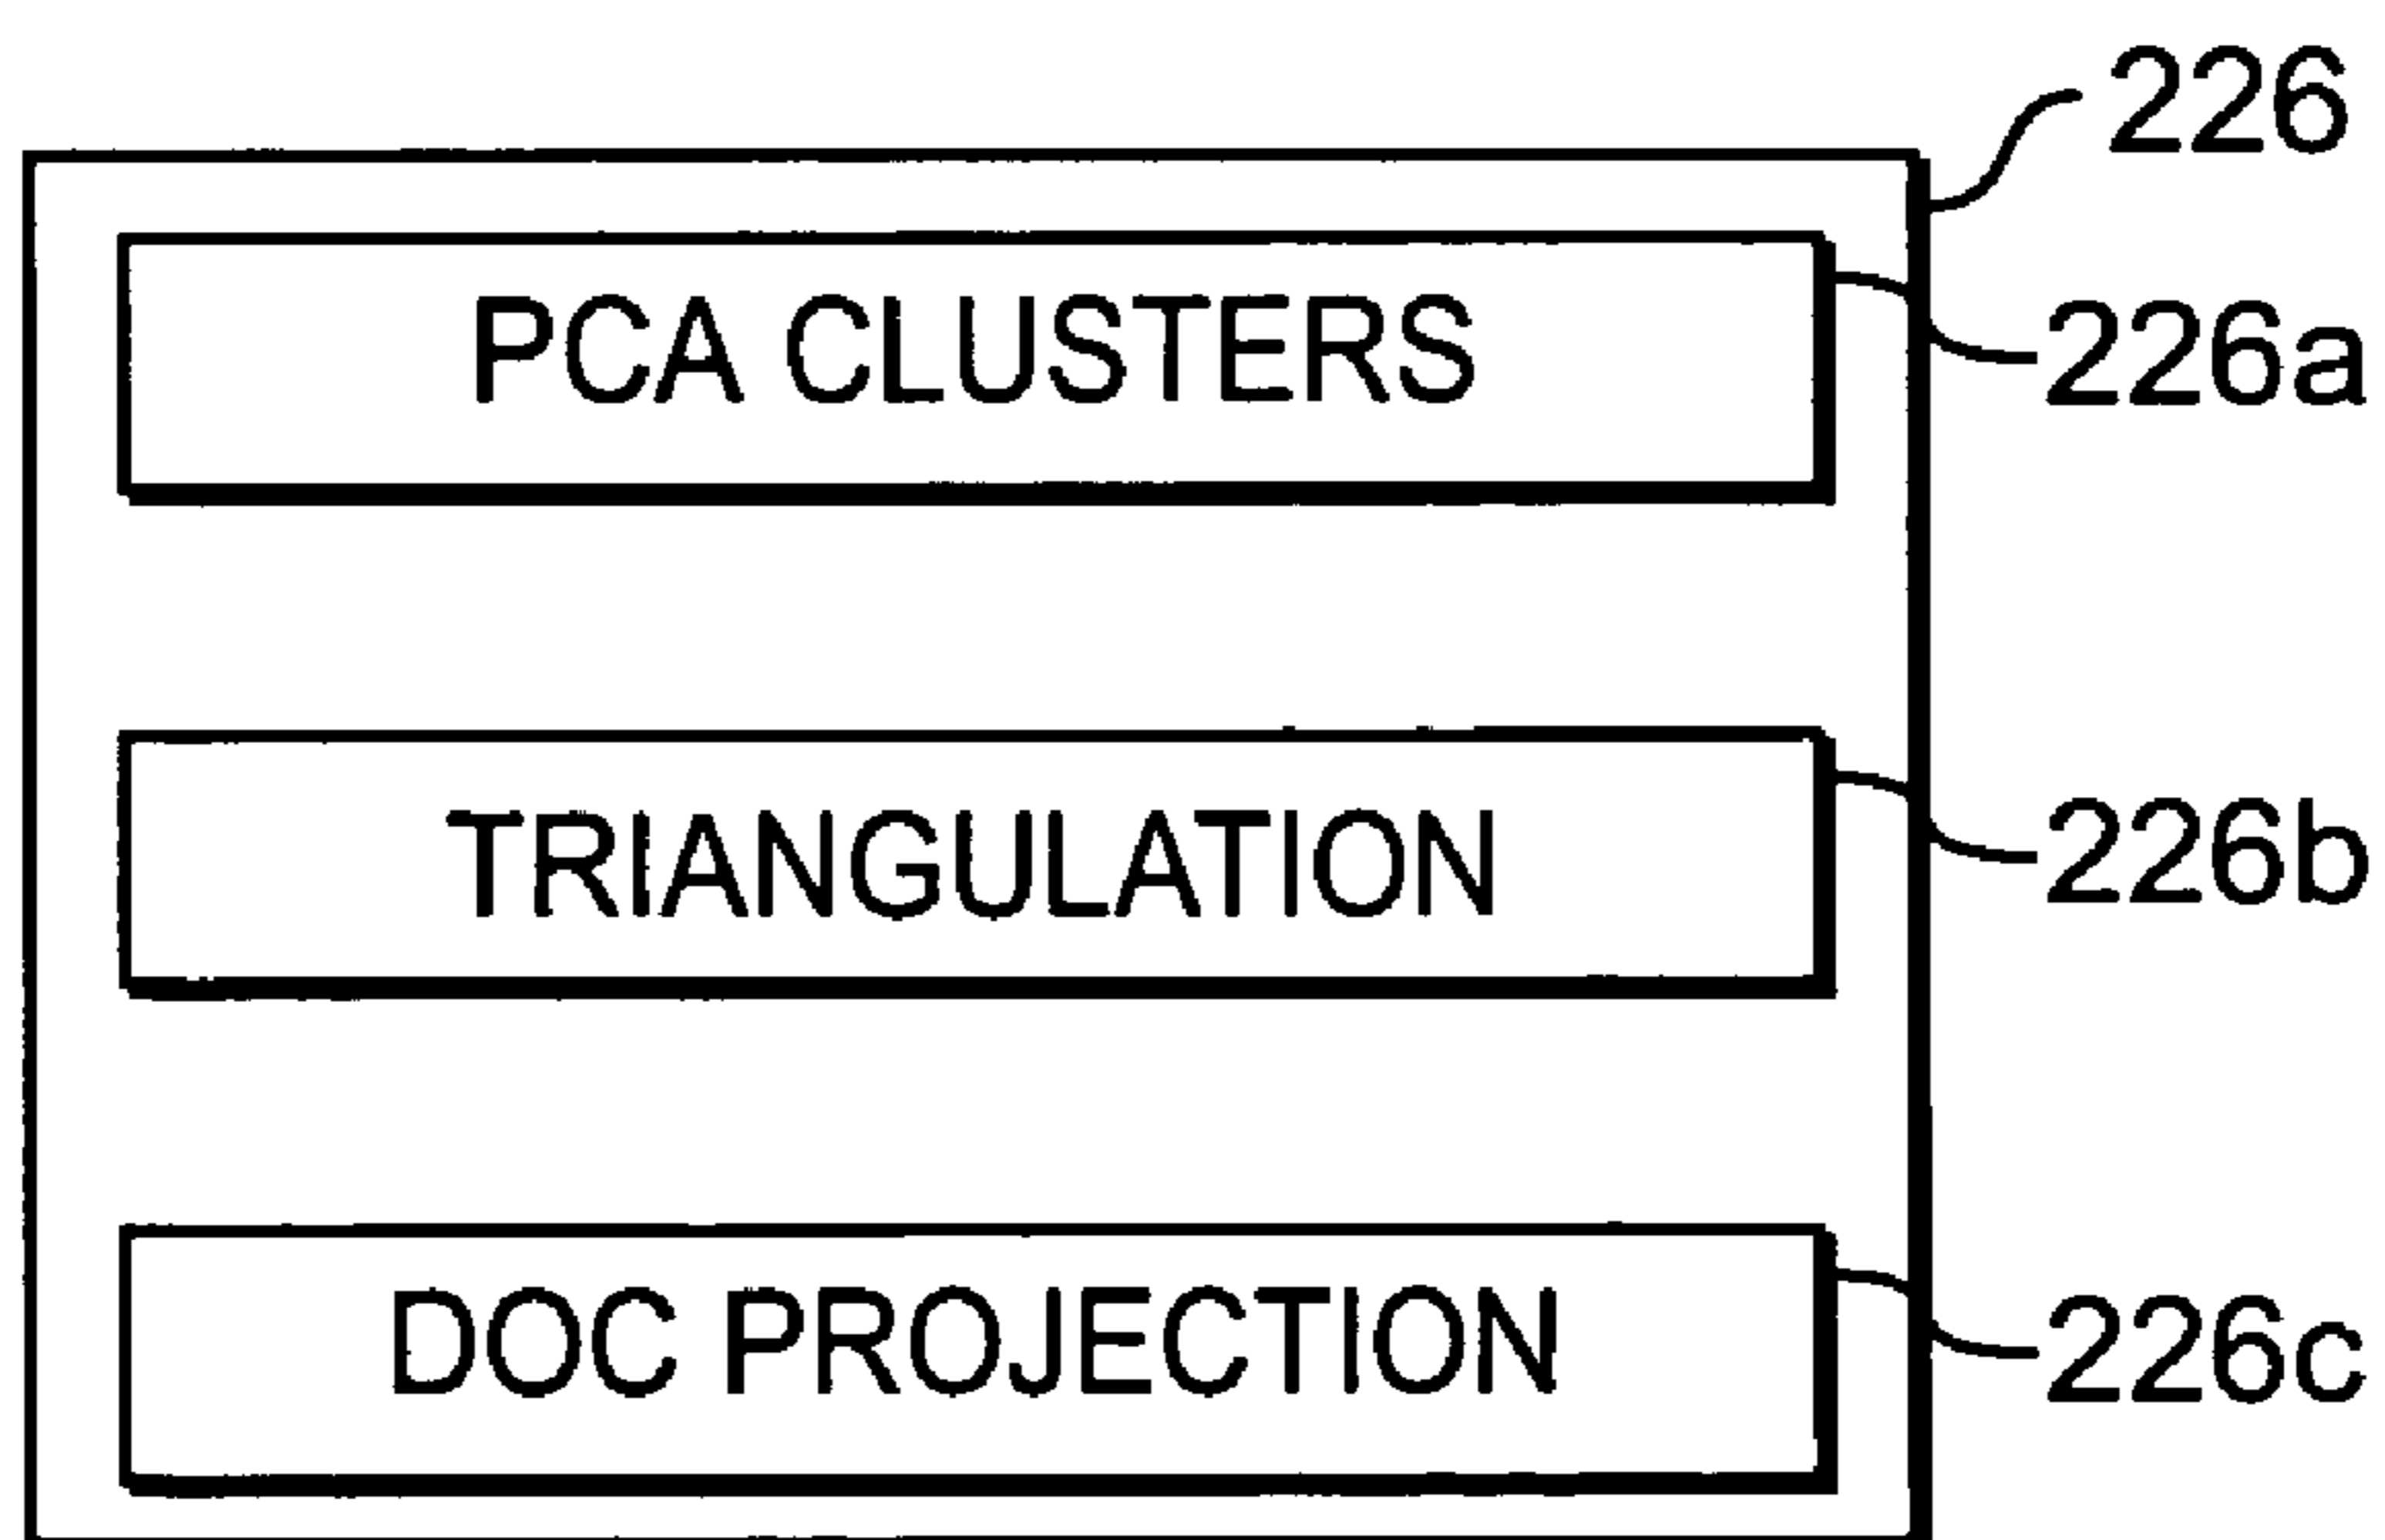 226
PCA CLUSTERS
226a
TRIANGULATION
226b
DOC PROJECTION
226c